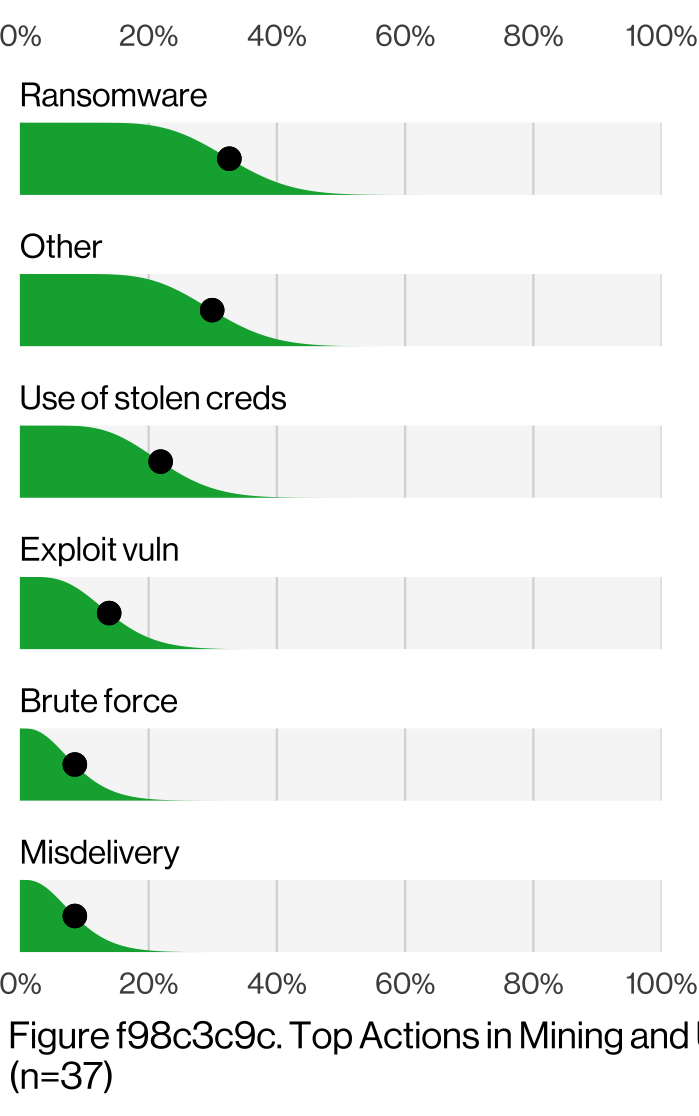 0% 20% 40% 60% 80% 100%
Ransomware
Other
Use of stolen creds
Exploit vuln
Brute force
Misdelivery
0% 20% 40% 60% 80% 100%
Figure f98c3c9c. Top Actions in Mining and
(n=37)